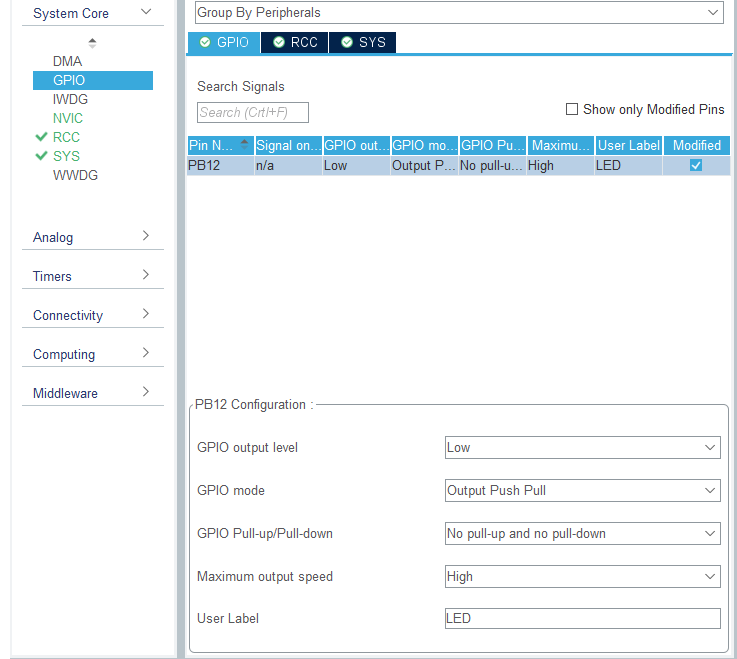 System Core
DMA
GPIO
IWDG
NVIC
RCC
SYS
WWDG
Analog
Timers
Connectivity
Computing
Middleware
Group By Peripherals
GPIO RCC SYS
Search Signals
Search (Crtl+F)
Show only Modified Pins
Pin N... Signal on... GPIO out... GPIO mo... GPIO Pu... Maximu... User Label Modified
PB12 n/a Low Output P... No pull-u... High LED
PB12 Configuration :
GPIO output level Low
GPIO mode Output Push Pull
GPIO Pull-up/Pull-down No pull-up and no pull-down
Maximum output speed High
User Label LED